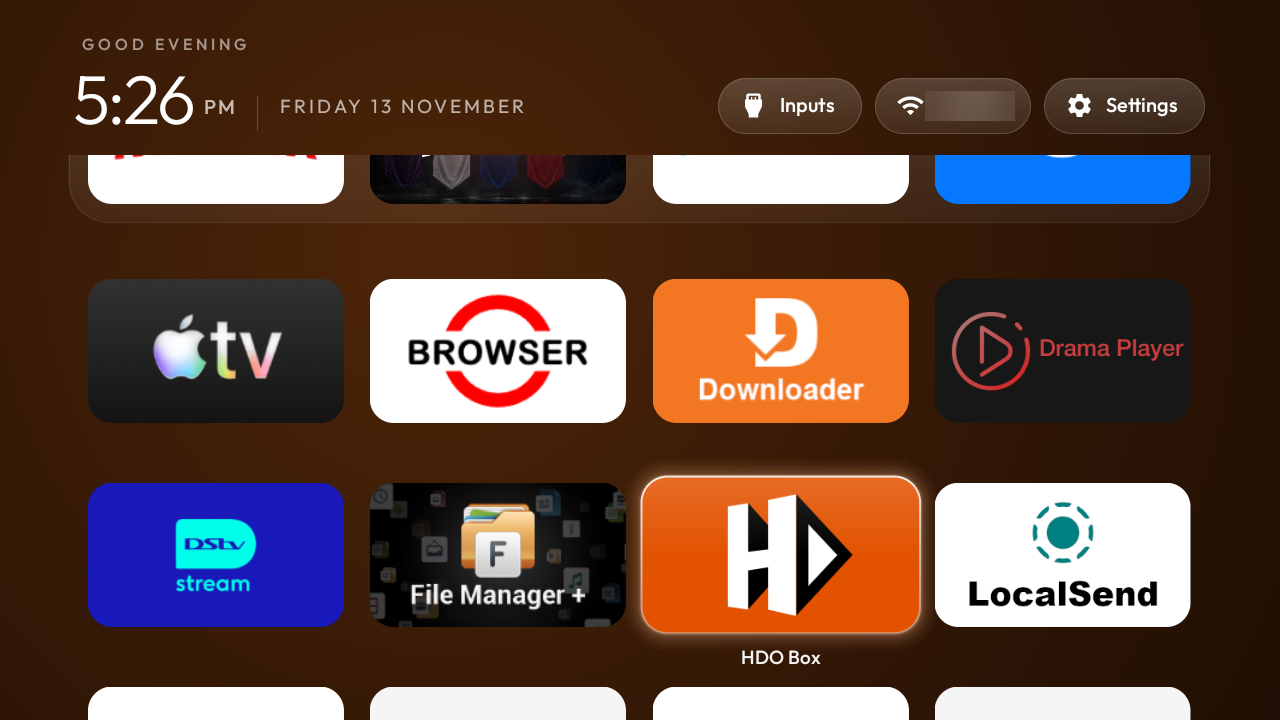 GOOD EVENING
5:26 PM
FRIDAY 13 NOVEMBER
Inputs
Settings
tv
BROWSER
Downloader
Drama Player
DStv
stream
F
File Manager +
HD
LocalSend
HDO Box